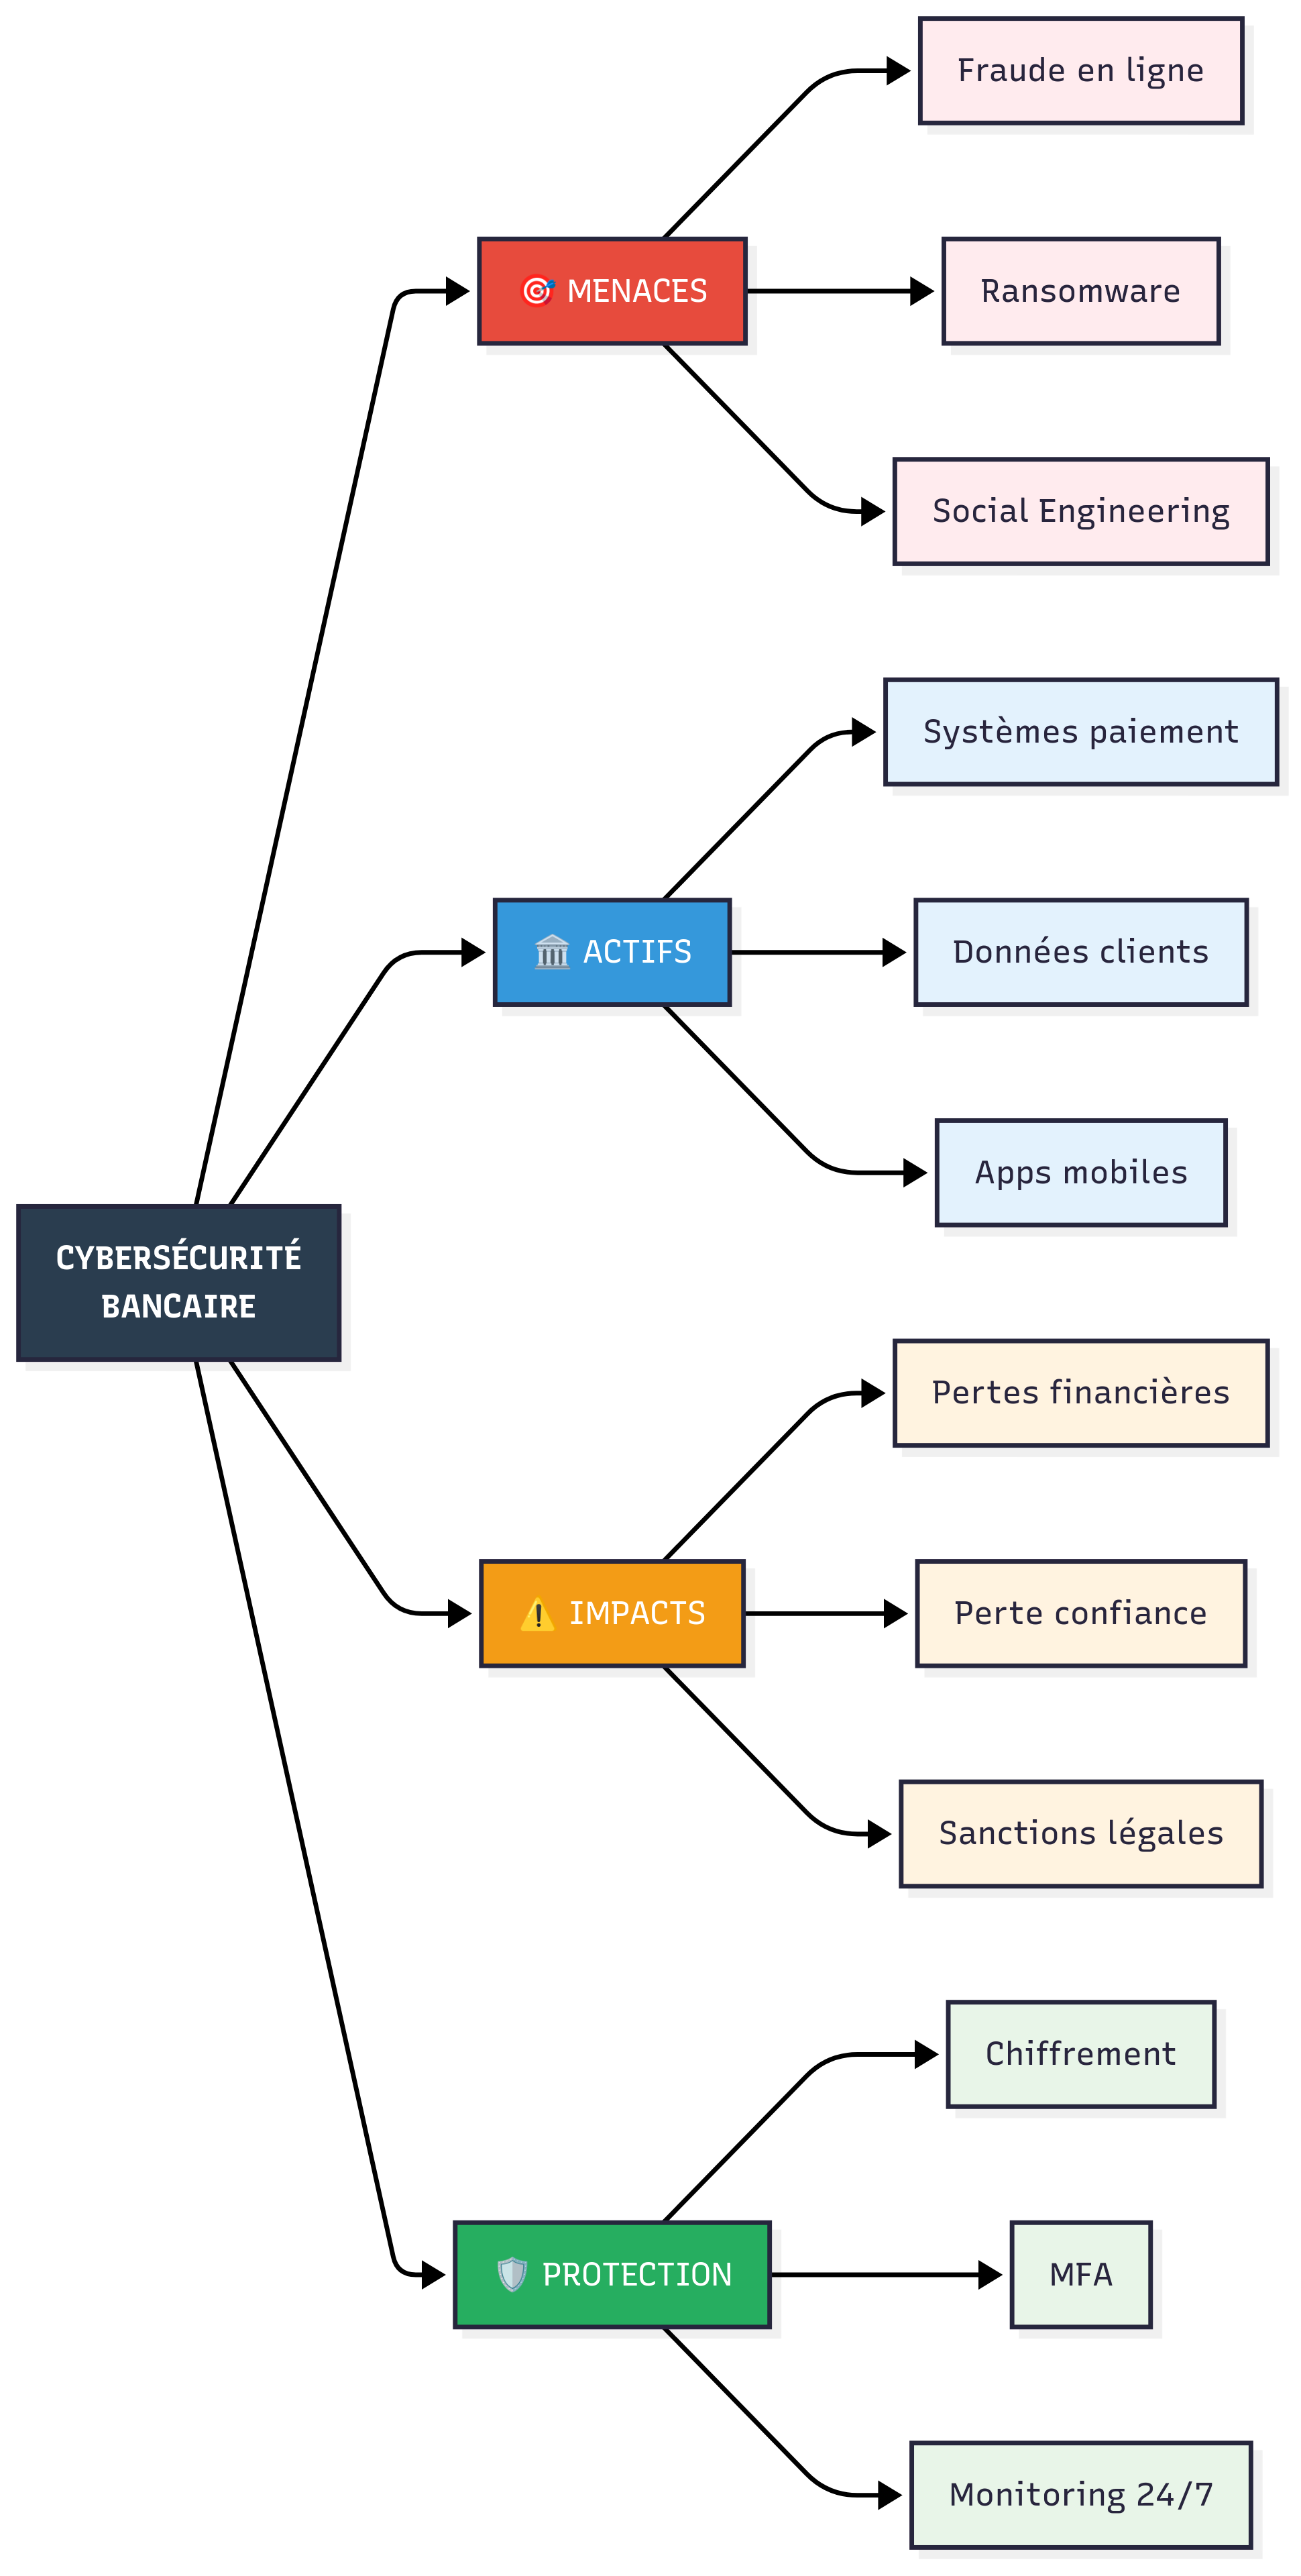 Fraude en ligne
🎯 MENACES
Ransomware
Social Engineering
Systèmes paiement
🏛️ ACTIFS
Données clients
Apps mobiles
CYBERSÉCURITÉ
BANCAIRE
Pertes financières
⚠️ IMPACTS
Perte confiance
Sanctions légales
Chiffrement
🛡️ PROTECTION
MFA
Monitoring 24/7